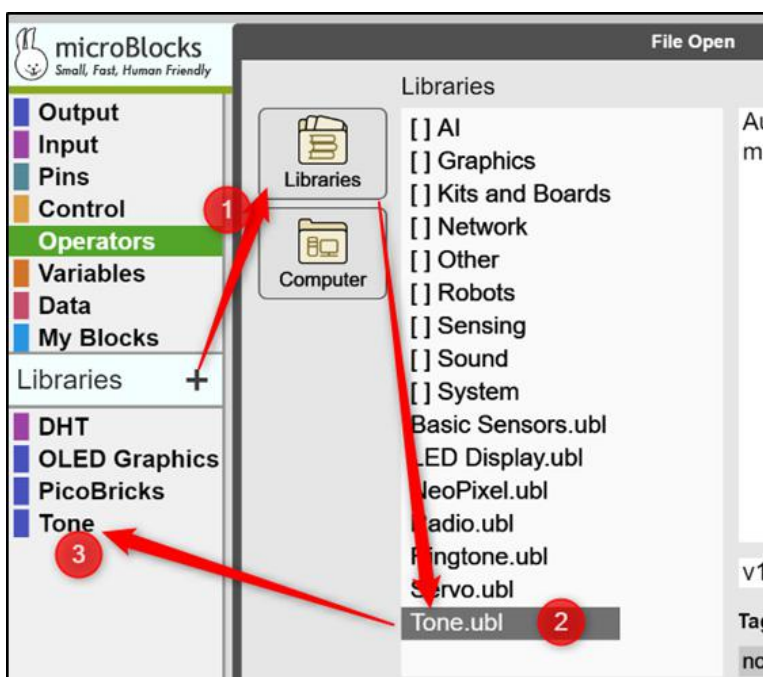 microBlocks
Small, Fast, Human Friendly
Output
Input
Pins
Control
Operators
Variables
Data
My Blocks
Libraries +
DHT
OLED Graphics
PicoBricks
Tone
3
1
File Open
Libraries
Libraries
Computer
[ ] AI
[ ] Graphics
[ ] Kits and Boards
[ ] Network
[ ] Other
[ ] Robots
[ ] Sensing
[ ] Sound
[ ] System
Basic Sensors.ubl
LED Display.ubl
NeoPixel.ubl
Radio.ubl
Ringtone.ubl
Servo.ubl
Tone.ubl 2
v1